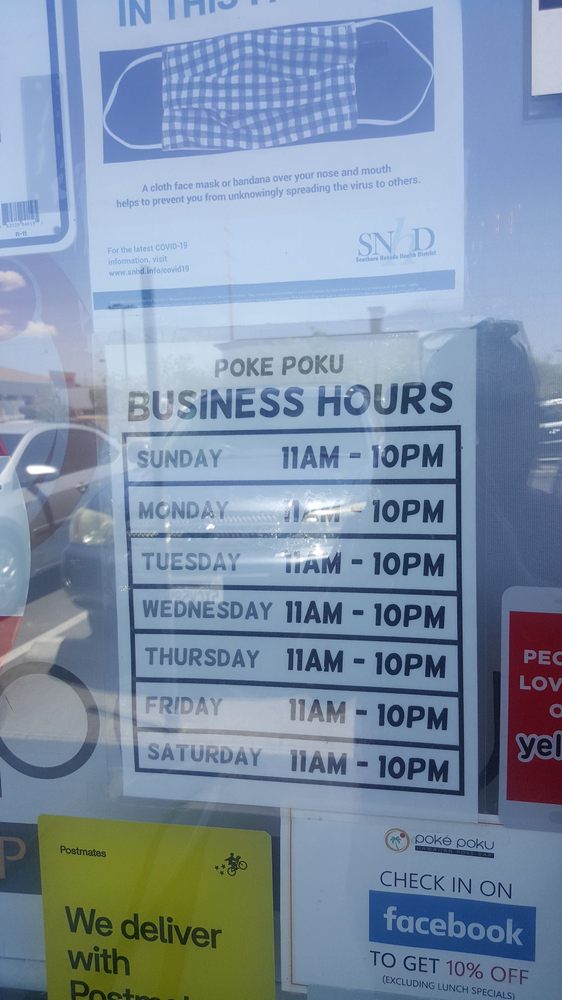 IN THIS
A cloth face mask or bandana over your nose and mouth
helps to prevent you from unknowingly spreading the virus to others.
For the latest COVID-19
information, visit
www.snhd.info/covid19
SNHD
Southern Nevada Health District
POKE POKU
BUSINESS HOURS
SUNDAY 11AM - 10PM
MONDAY 11AM - 10PM
TUESDAY 11AM - 10PM
WEDNESDAY 11AM - 10PM
THURSDAY 11AM - 10PM
FRIDAY 11AM - 10PM
SATURDAY 11AM - 10PM
PEO
LOV
yel
Postmates
We deliver
with
Postma
poké poku
HAWAIIAN POKE BAR
CHECK IN ON
facebook
TO GET 10% OFF
(EXCLUDING LUNCH SPECIALS)